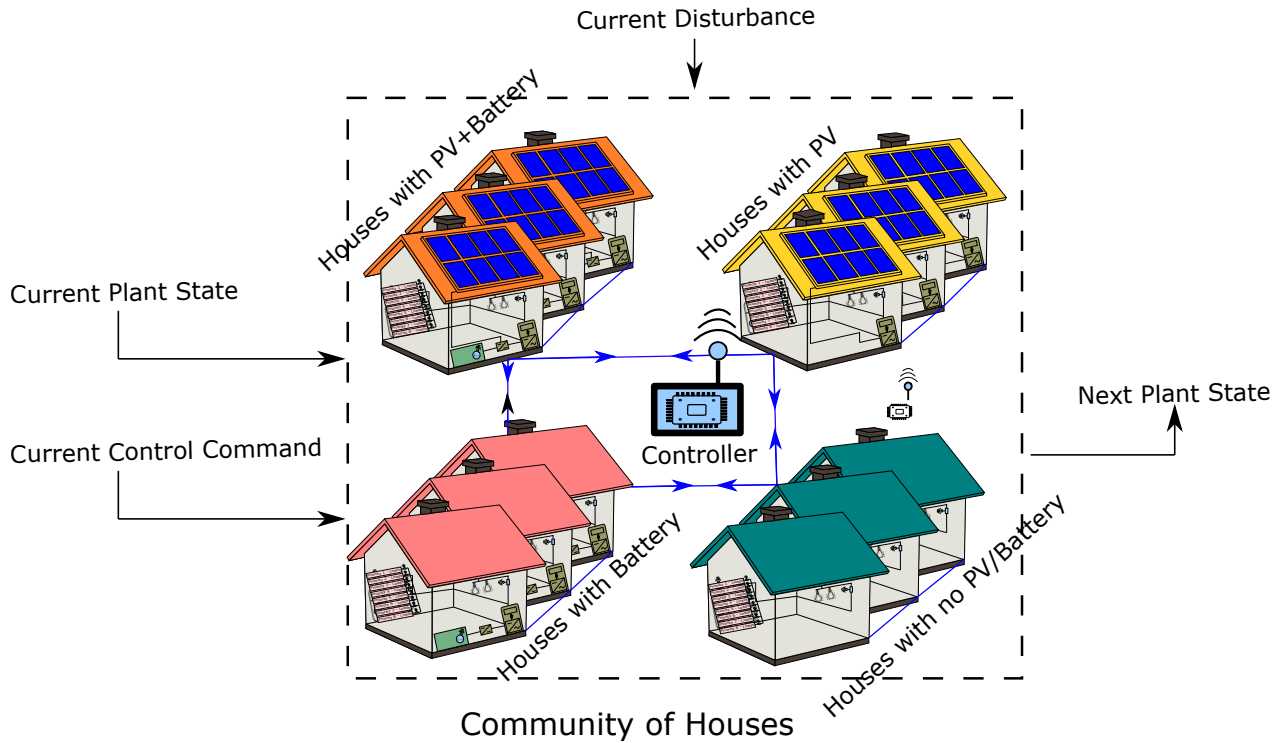 Current Disturbance
Houses with PV+Battery
Houses with PV
Current Plant State
Next Plant State
Current Control Command
Controller
Houses with Battery
Houses with no PV/Battery
Community of Houses